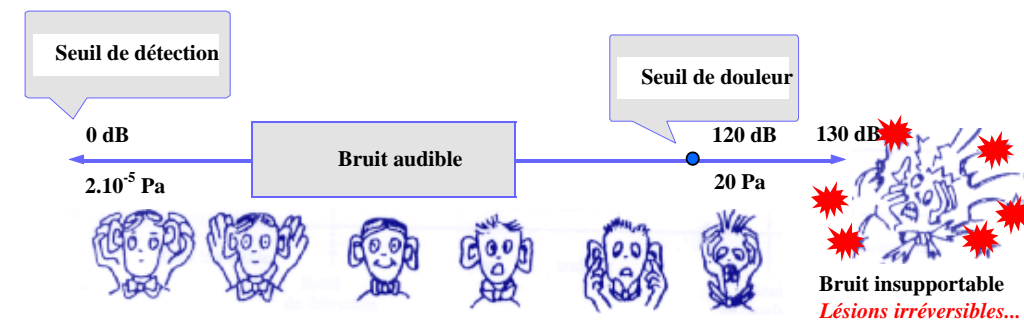 Seuil de détection
Seuil de douleur
0 dB
120 dB
130 dB
Bruit audible
2.10⁻⁵ Pa
20 Pa
Bruit insupportable
Lésions irréversibles...